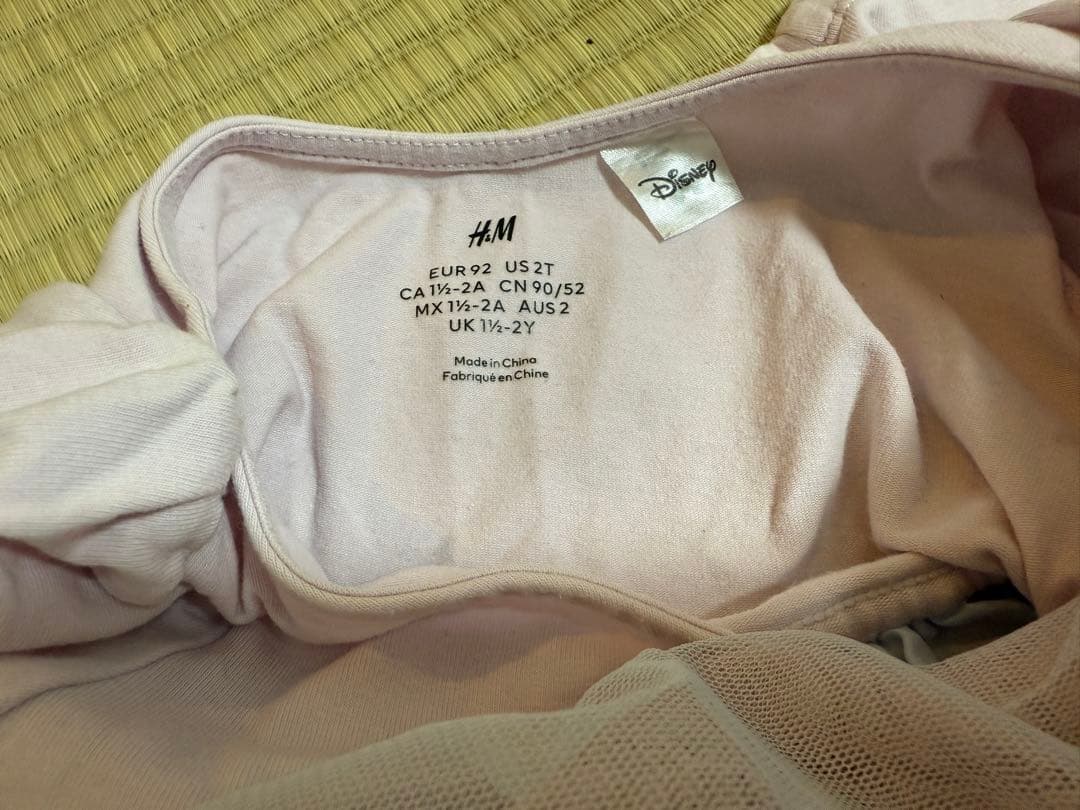 Disney
H&M
EUR 92 US 2T
CA 1½-2A CN 90/52
MX 1½-2A AUS 2
UK 1½-2Y
Made in China
Fabriqué en Chine